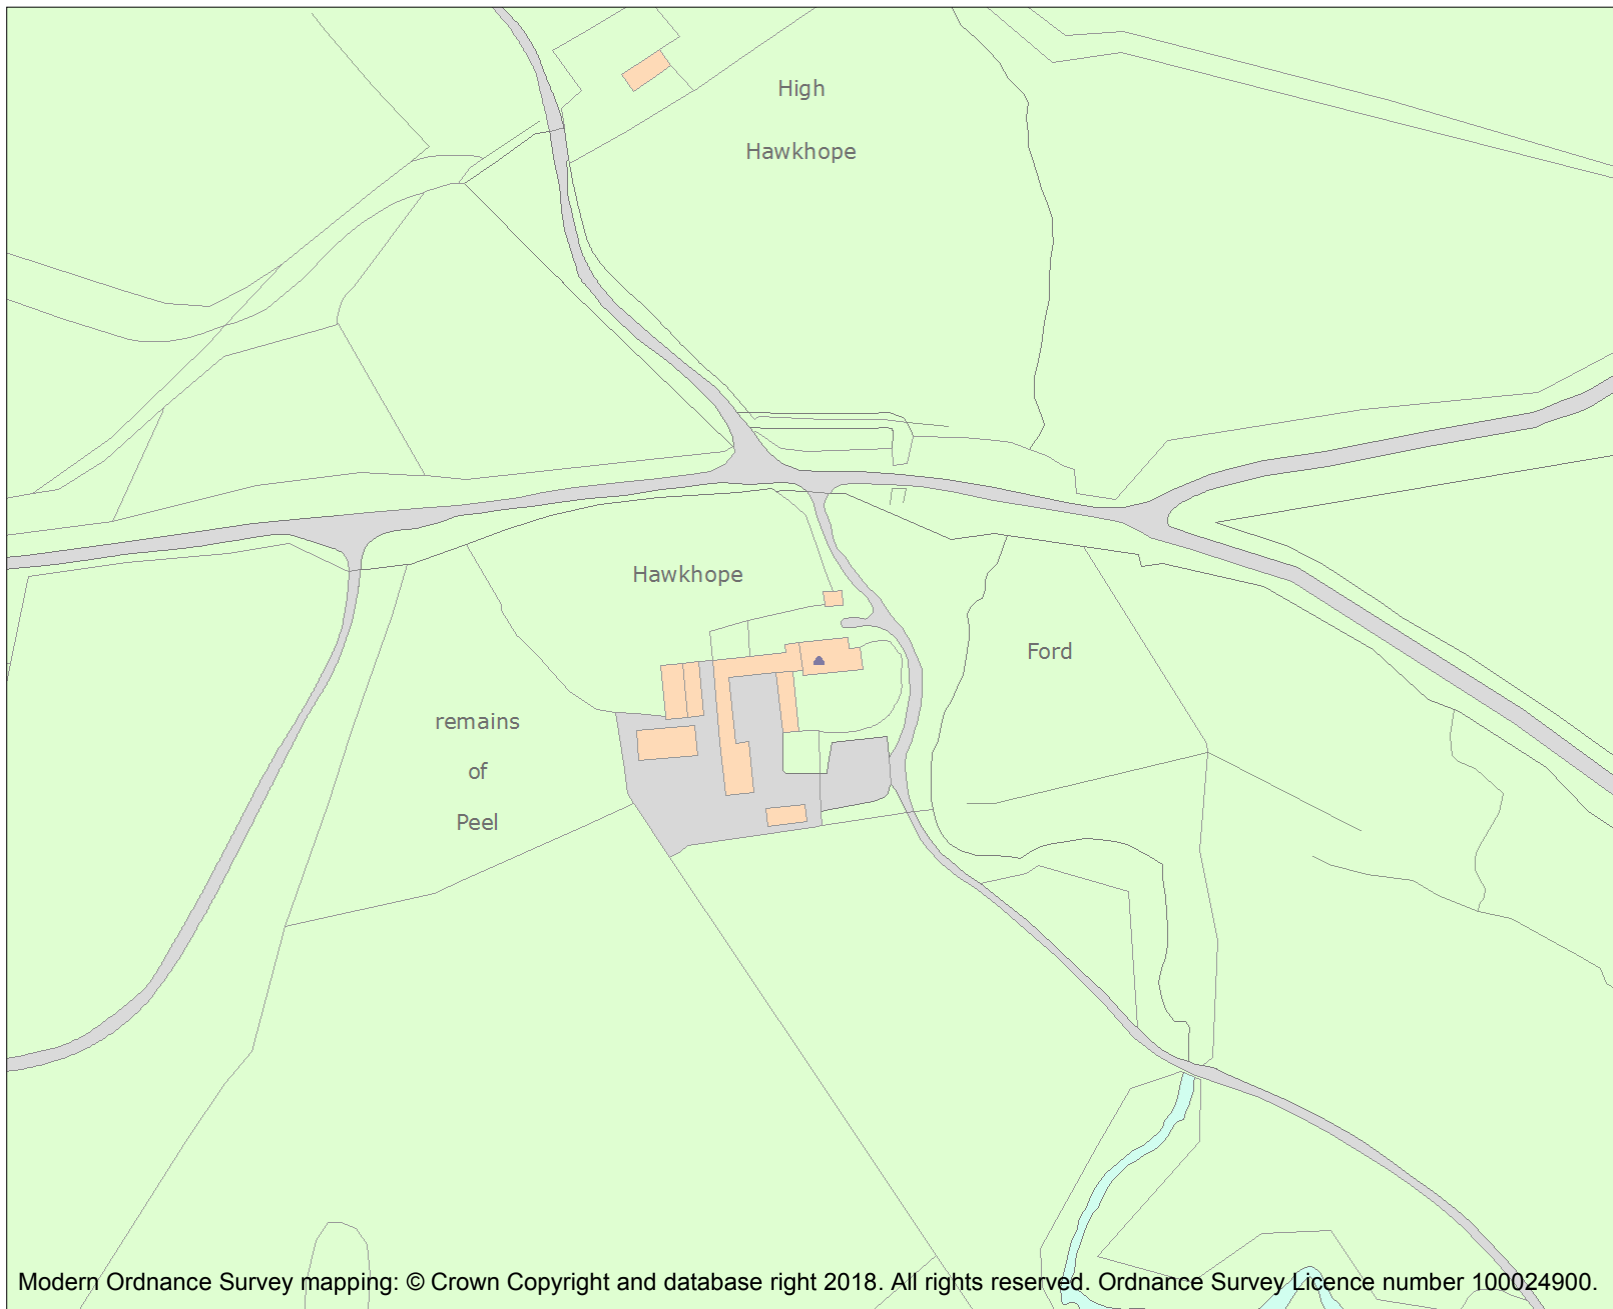 High
Hawkhope
Hawkhope
Ford
remains
of
Peel
Modern Ordnance Survey mapping: © Crown Copyright and database right 2018. All rights reserved. Ordnance Survey Licence number 100024900.